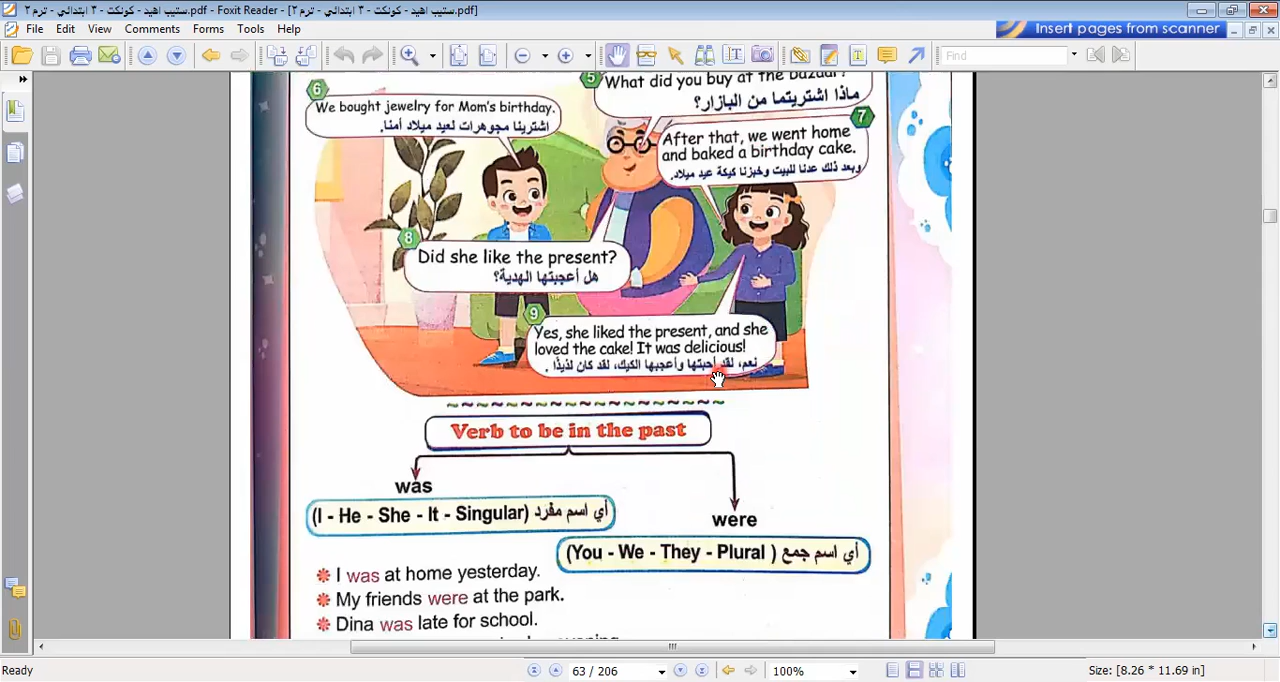 ستيب اهيد - كونكت - ٣ ابتدائي - ترم ٢.pdf - Foxit Reader - [ستيب اهيد - كونكت - ٣ ابتدائي - ترم ٢.pdf]
File Edit View Comments Forms Tools Help
Insert pages from scanner
Find
5
What did you buy at the bazaar?
ماذا اشتريتما من البازار؟
6
We bought jewelry for Mom's birthday.
اشترينا مجوهرات لعيد ميلاد أمنا.
7
After that, we went home
and baked a birthday cake.
وبعد ذلك عدنا للبيت وخبزنا كيكة عيد ميلاد.
8
Did she like the present?
هل أعجبتها الهدية؟
9
Yes, she liked the present, and she
loved the cake! It was delicious!
نعم، لقد أحبتها وأعجبها الكيك، لقد كان لذيذًا .
Verb to be in the past
was
(I - He - She - It - Singular) أي اسم مفرد
were
(You - We - They - Plural ) أي اسم جمع
I was at home yesterday.
My friends were at the park.
Dina was late for school.
Ready
63 / 206
100%
Size: [8.26 * 11.69 in]